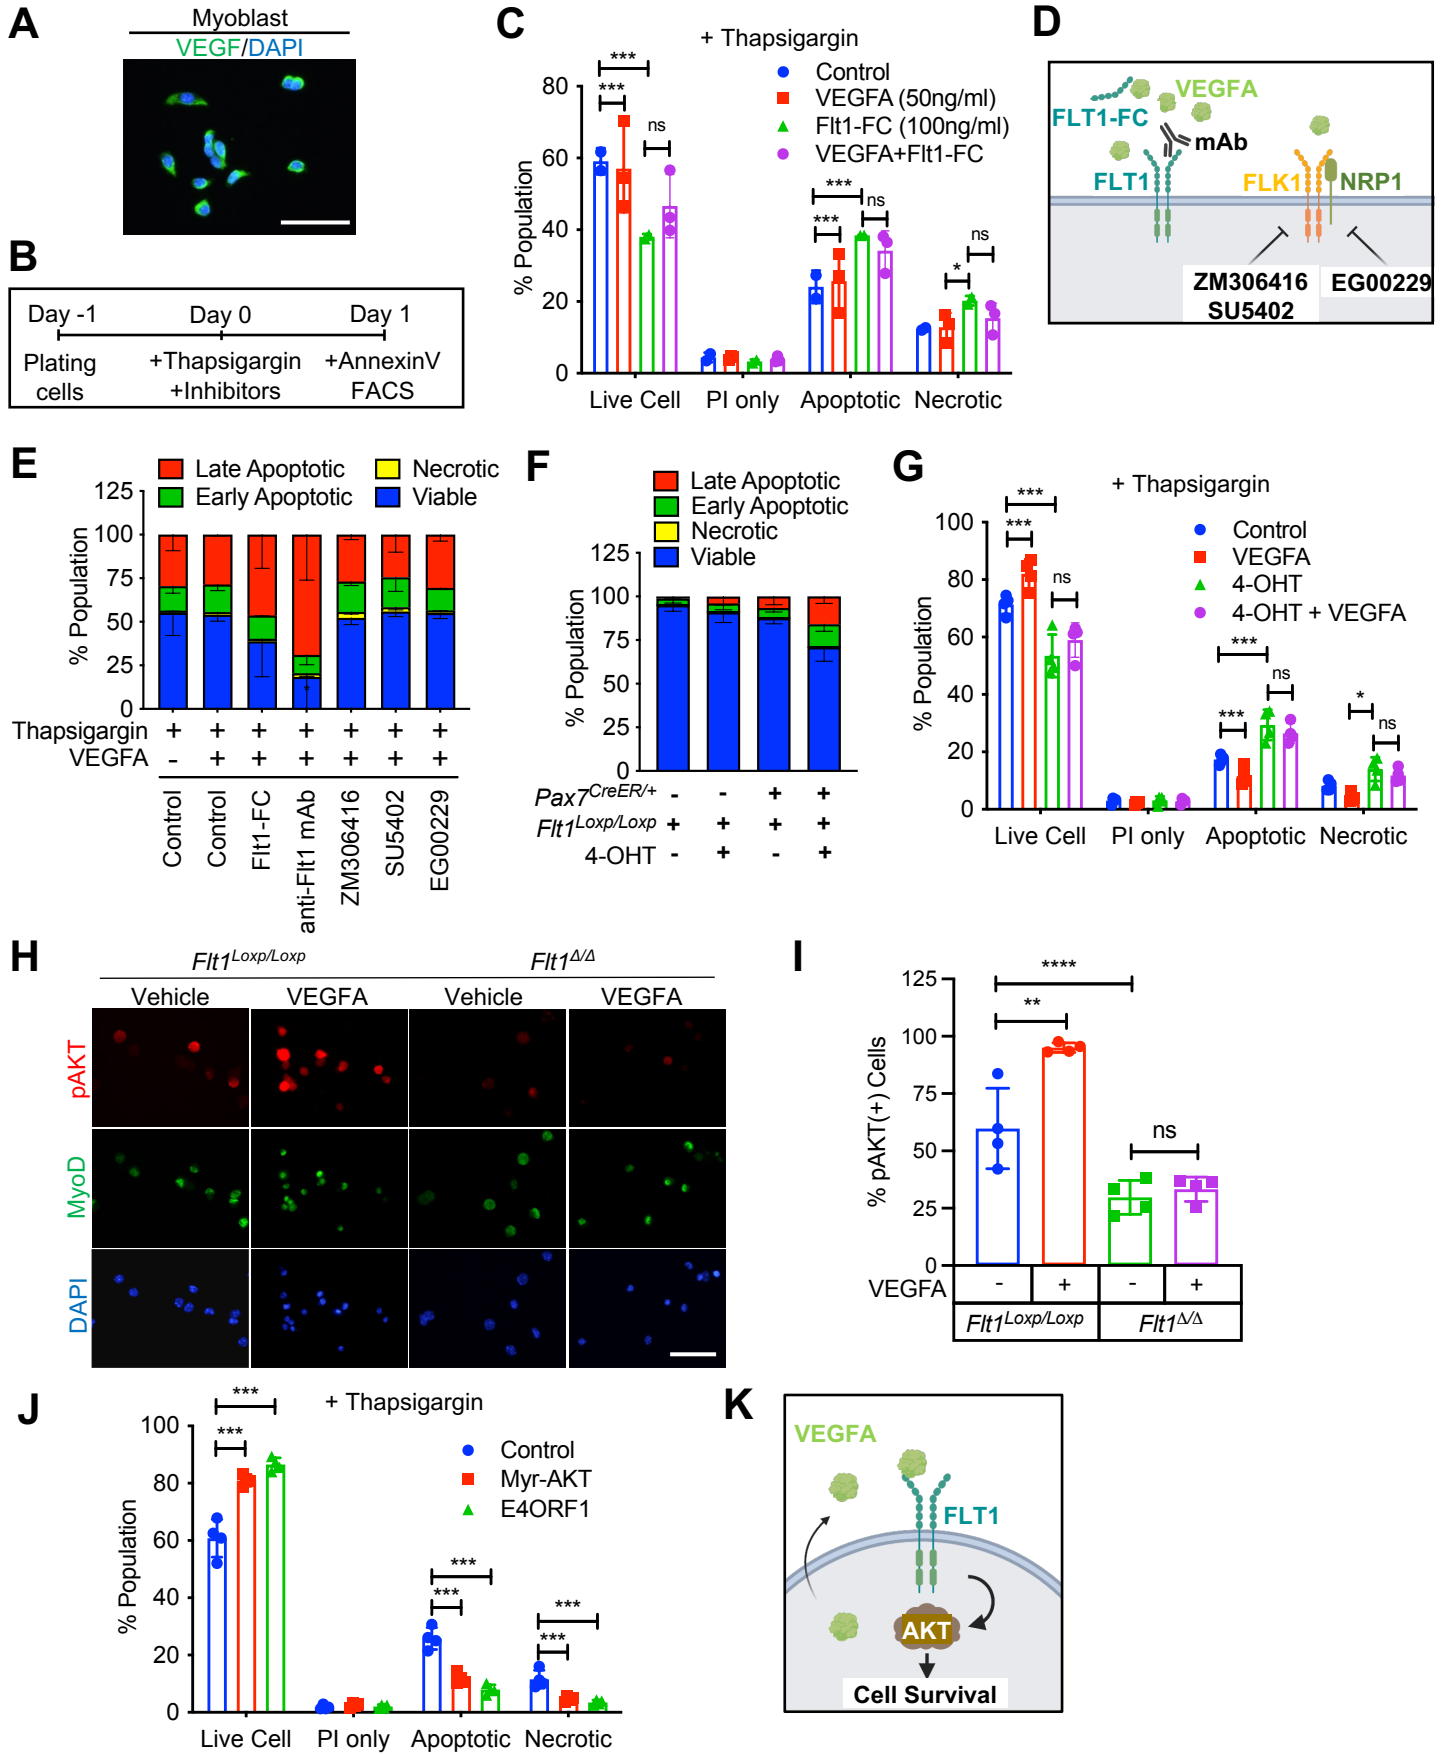 A
Myoblast
VEGF/DAPI
B
Day -1
Day 0
Day 1
Plating
cells
+Thapsigargin
+Inhibitors
+AnnexinV
FACS
C
+ Thapsigargin
Control
VEGFA (50ng/ml)
Flt1-FC (100ng/ml)
VEGFA+Flt1-FC
% Population
80
60
40
20
0
***
***
ns
***
***
ns
*
ns
Live Cell
PI only
Apoptotic
Necrotic
D
VEGFA
FLT1-FC
mAb
FLT1
FLK1
NRP1
ZM306416
SU5402
EG00229
E
Late Apoptotic
Necrotic
Early Apoptotic
Viable
% Population
125
100
75
50
25
0
Thapsigargin + + + + + + +
VEGFA - + + + + + +
Control
Control
Flt1-FC
anti-Flt1 mAb
ZM306416
SU5402
EG00229
F
Late Apoptotic
Early Apoptotic
Necrotic
Viable
% Population
125
100
75
50
25
0
Pax7CreER/+ - - + +
Flt1Loxp/Loxp + + + +
4-OHT - + - +
G
+ Thapsigargin
Control
VEGFA
4-OHT
4-OHT + VEGFA
% Population
100
80
60
40
20
0
***
***
ns
***
***
ns
*
ns
Live Cell
PI only
Apoptotic
Necrotic
H
Flt1Loxp/Loxp
Flt1Δ/Δ
Vehicle
VEGFA
Vehicle
VEGFA
pAKT
MyoD
DAPI
I
% pAKT(+) Cells
125
100
75
50
25
0
****
**
ns
VEGFA - + - +
Flt1Loxp/Loxp
Flt1Δ/Δ
J
+ Thapsigargin
Control
Myr-AKT
E4ORF1
% Population
100
80
60
40
20
0
***
***
***
***
***
***
Live Cell
PI only
Apoptotic
Necrotic
K
VEGFA
FLT1
AKT
Cell Survival